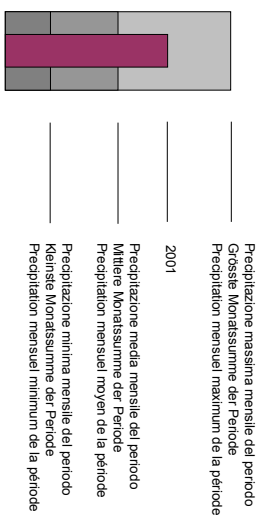 Precipitazione massima mensile del periodo
Grösste Monatssumme der Periode
Precipitation mensuel maximum de la période
2001
Precipitazione media mensile del periodo
Mittlere Monatssumme der Periode
Precipitation mensuel moyen de la période
Precipitazione minima mensile del periodo
Kleinste Monatssumme der Periode
Precipitation mensuel minimum de la période